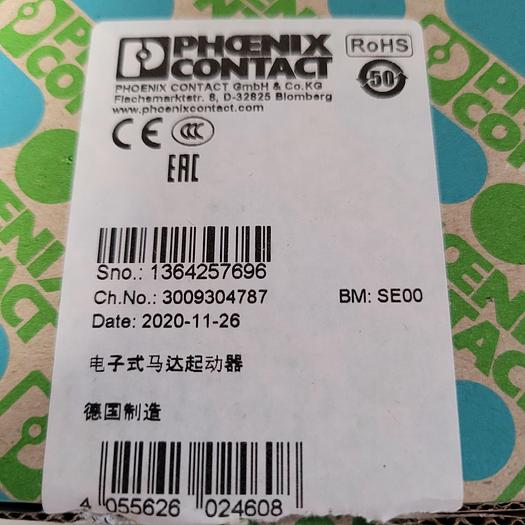 PHŒNIX
CONTACT
RoHS
50
PHOENIX CONTACT GmbH & Co.KG
Flachsmarktstr. 8, D-32825 Blomberg
www.phoenixcontact.com
CE CCC
EAC
Sno.: 1364257696
Ch.No.: 3009304787 BM: SE00
Date: 2020-11-26
电子式马达起动器
德国制造
4 055626 024608